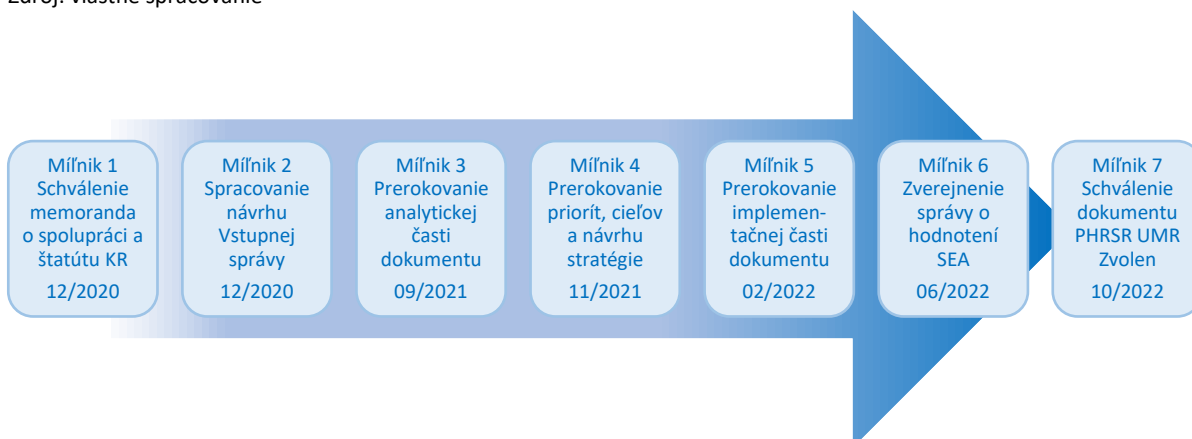 Zdroj: vlastné spracovanie
Míľnik 1
Schválenie
memoranda
o spolupráci a
štatútu KR
12/2020
Míľnik 2
Spracovanie
návrhu
Vstupnej
správy
12/2020
Míľnik 3
Prerokovanie
analytickej
časti
dokumentu
09/2021
Míľnik 4
Prerokovanie
priorít, cieľov
a návrhu
stratégie
11/2021
Míľnik 5
Prerokovanie
implemen-
tačnej časti
dokumentu
02/2022
Míľnik 6
Zverejnenie
správy o
hodnotení
SEA
06/2022
Míľnik 7
Schválenie
dokumentu
PHRSR UMR
Zvolen
10/2022